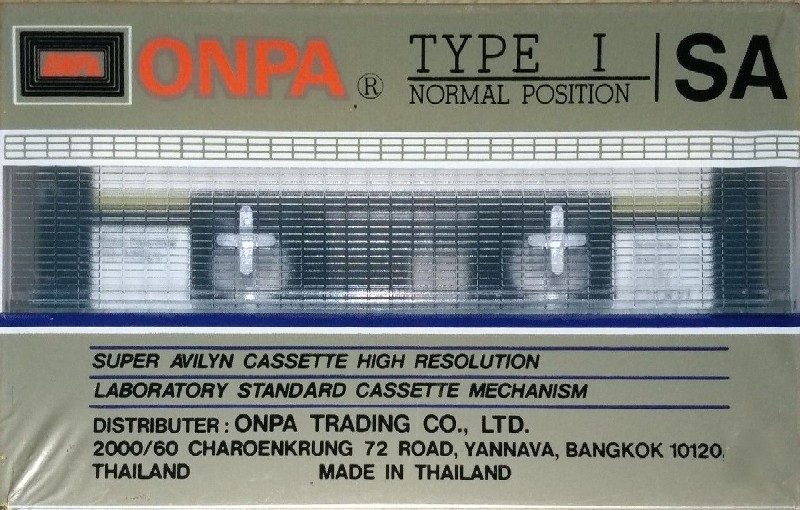 ONPA
ONPA ®
TYPE I
NORMAL POSITION
SA
SUPER AVILYN CASSETTE HIGH RESOLUTION
LABORATORY STANDARD CASSETTE MECHANISM
DISTRIBUTER : ONPA TRADING CO., LTD.
2000/60 CHAROENKRUNG 72 ROAD, YANNAVA, BANGKOK 10120,
THAILAND MADE IN THAILAND